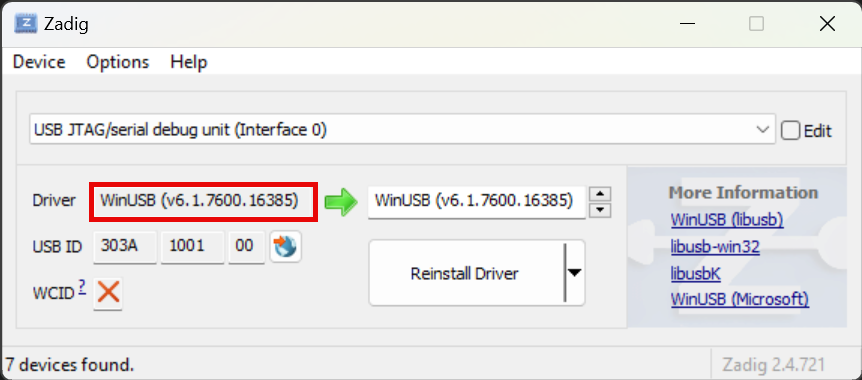 Zadig
Device Options Help
USB JTAG/serial debug unit (Interface 0)
Edit
Driver WinUSB (v6.1.7600.16385) WinUSB (v6.1.7600.16385)
More Information
WinUSB (libusb)
USB ID 303A 1001 00
libusb-win32
Reinstall Driver
libusbK
WCID ?
WinUSB (Microsoft)
7 devices found.
Zadig 2.4.721